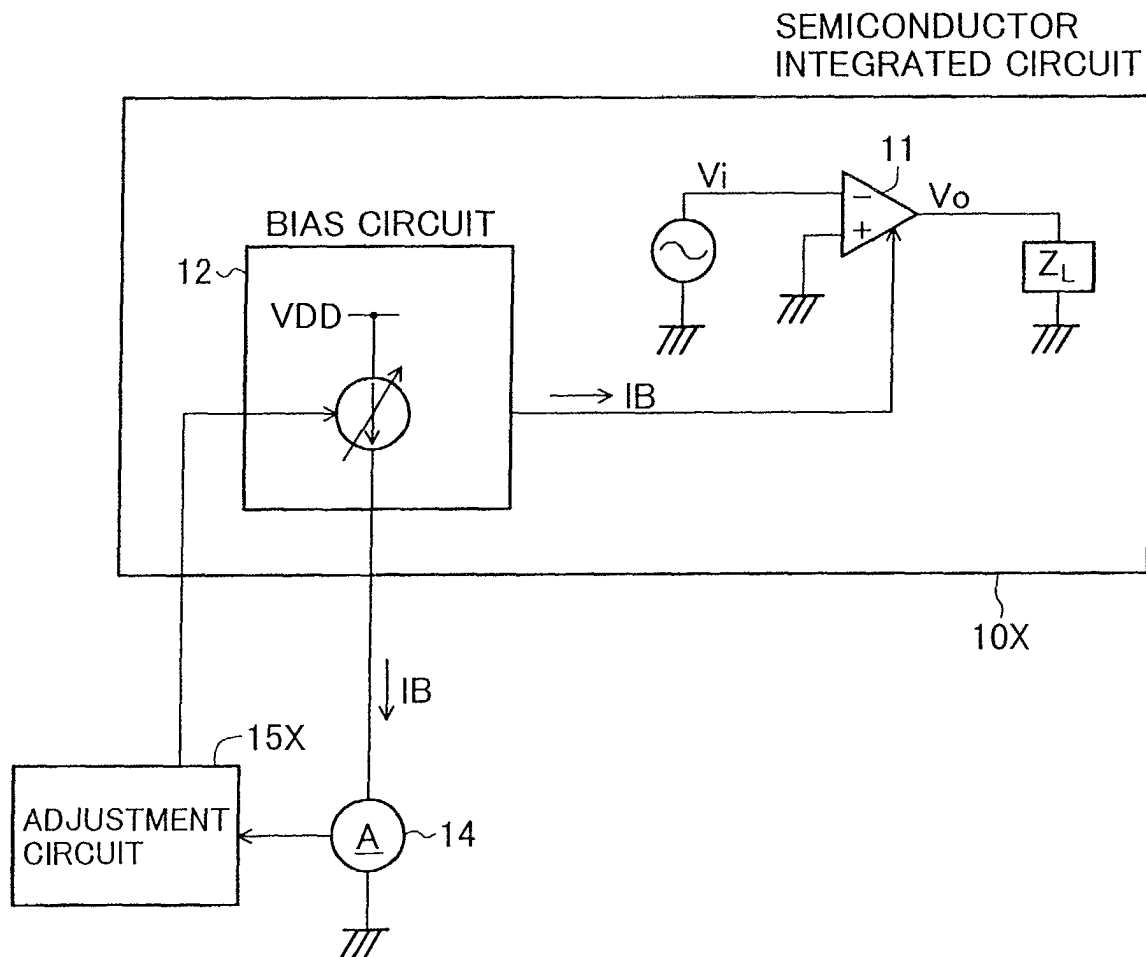 SEMICONDUCTOR
INTEGRATED CIRCUIT
11
Vi
−
+
Vo
ZL
BIAS CIRCUIT
12
VDD
IB
10X
IB
15X
ADJUSTMENT
CIRCUIT
A
14